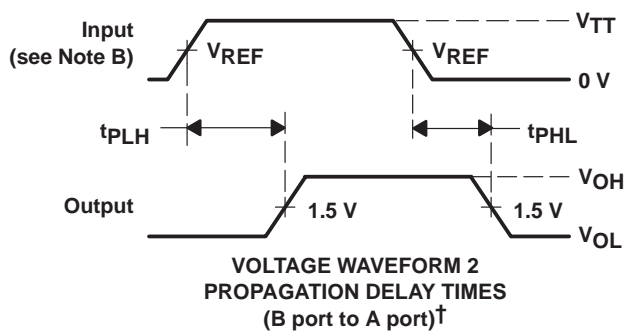 Input
(see Note B)
VREF
VREF
VTT
0 V
tPLH
tPHL
Output
1.5 V
1.5 V
VOH
VOL
VOLTAGE WAVEFORM 2
PROPAGATION DELAY TIMES
(B port to A port)†